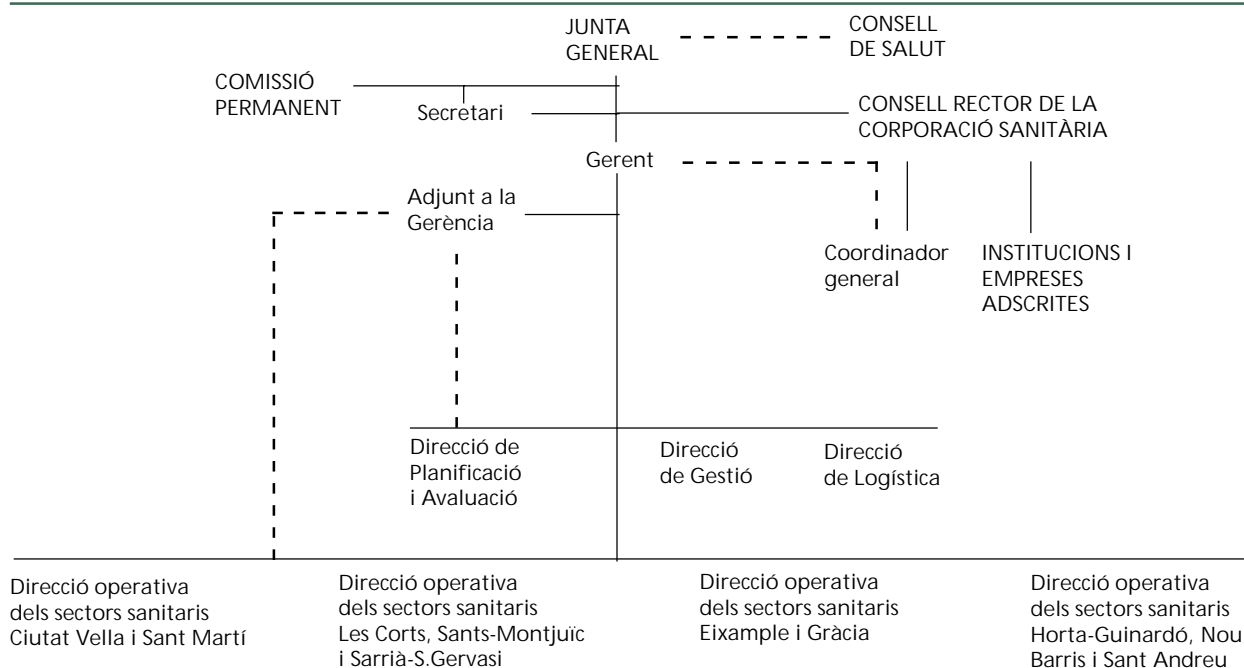 JUNTA
GENERAL
CONSELL
DE SALUT
COMISSIÓ
PERMANENT
Secretari
CONSELL RECTOR DE LA
CORPORACIÓ SANITÀRIA
Gerent
Adjunt a la
Gerència
Coordinador
general
INSTITUCIONS I
EMPRESES
ADSCRITES
Direcció de
Planificació
i Avaluació
Direcció
de Gestió
Direcció
de Logística
Direcció operativa
dels sectors sanitaris
Ciutat Vella i Sant Martí
Direcció operativa
dels sectors sanitaris
Les Corts, Sants-Montjuïc
i Sarrià-S.Gervasi
Direcció operativa
dels sectors sanitaris
Eixample i Gràcia
Direcció operativa
dels sectors sanitaris
Horta-Guinardó, Nou
Barris i Sant Andreu